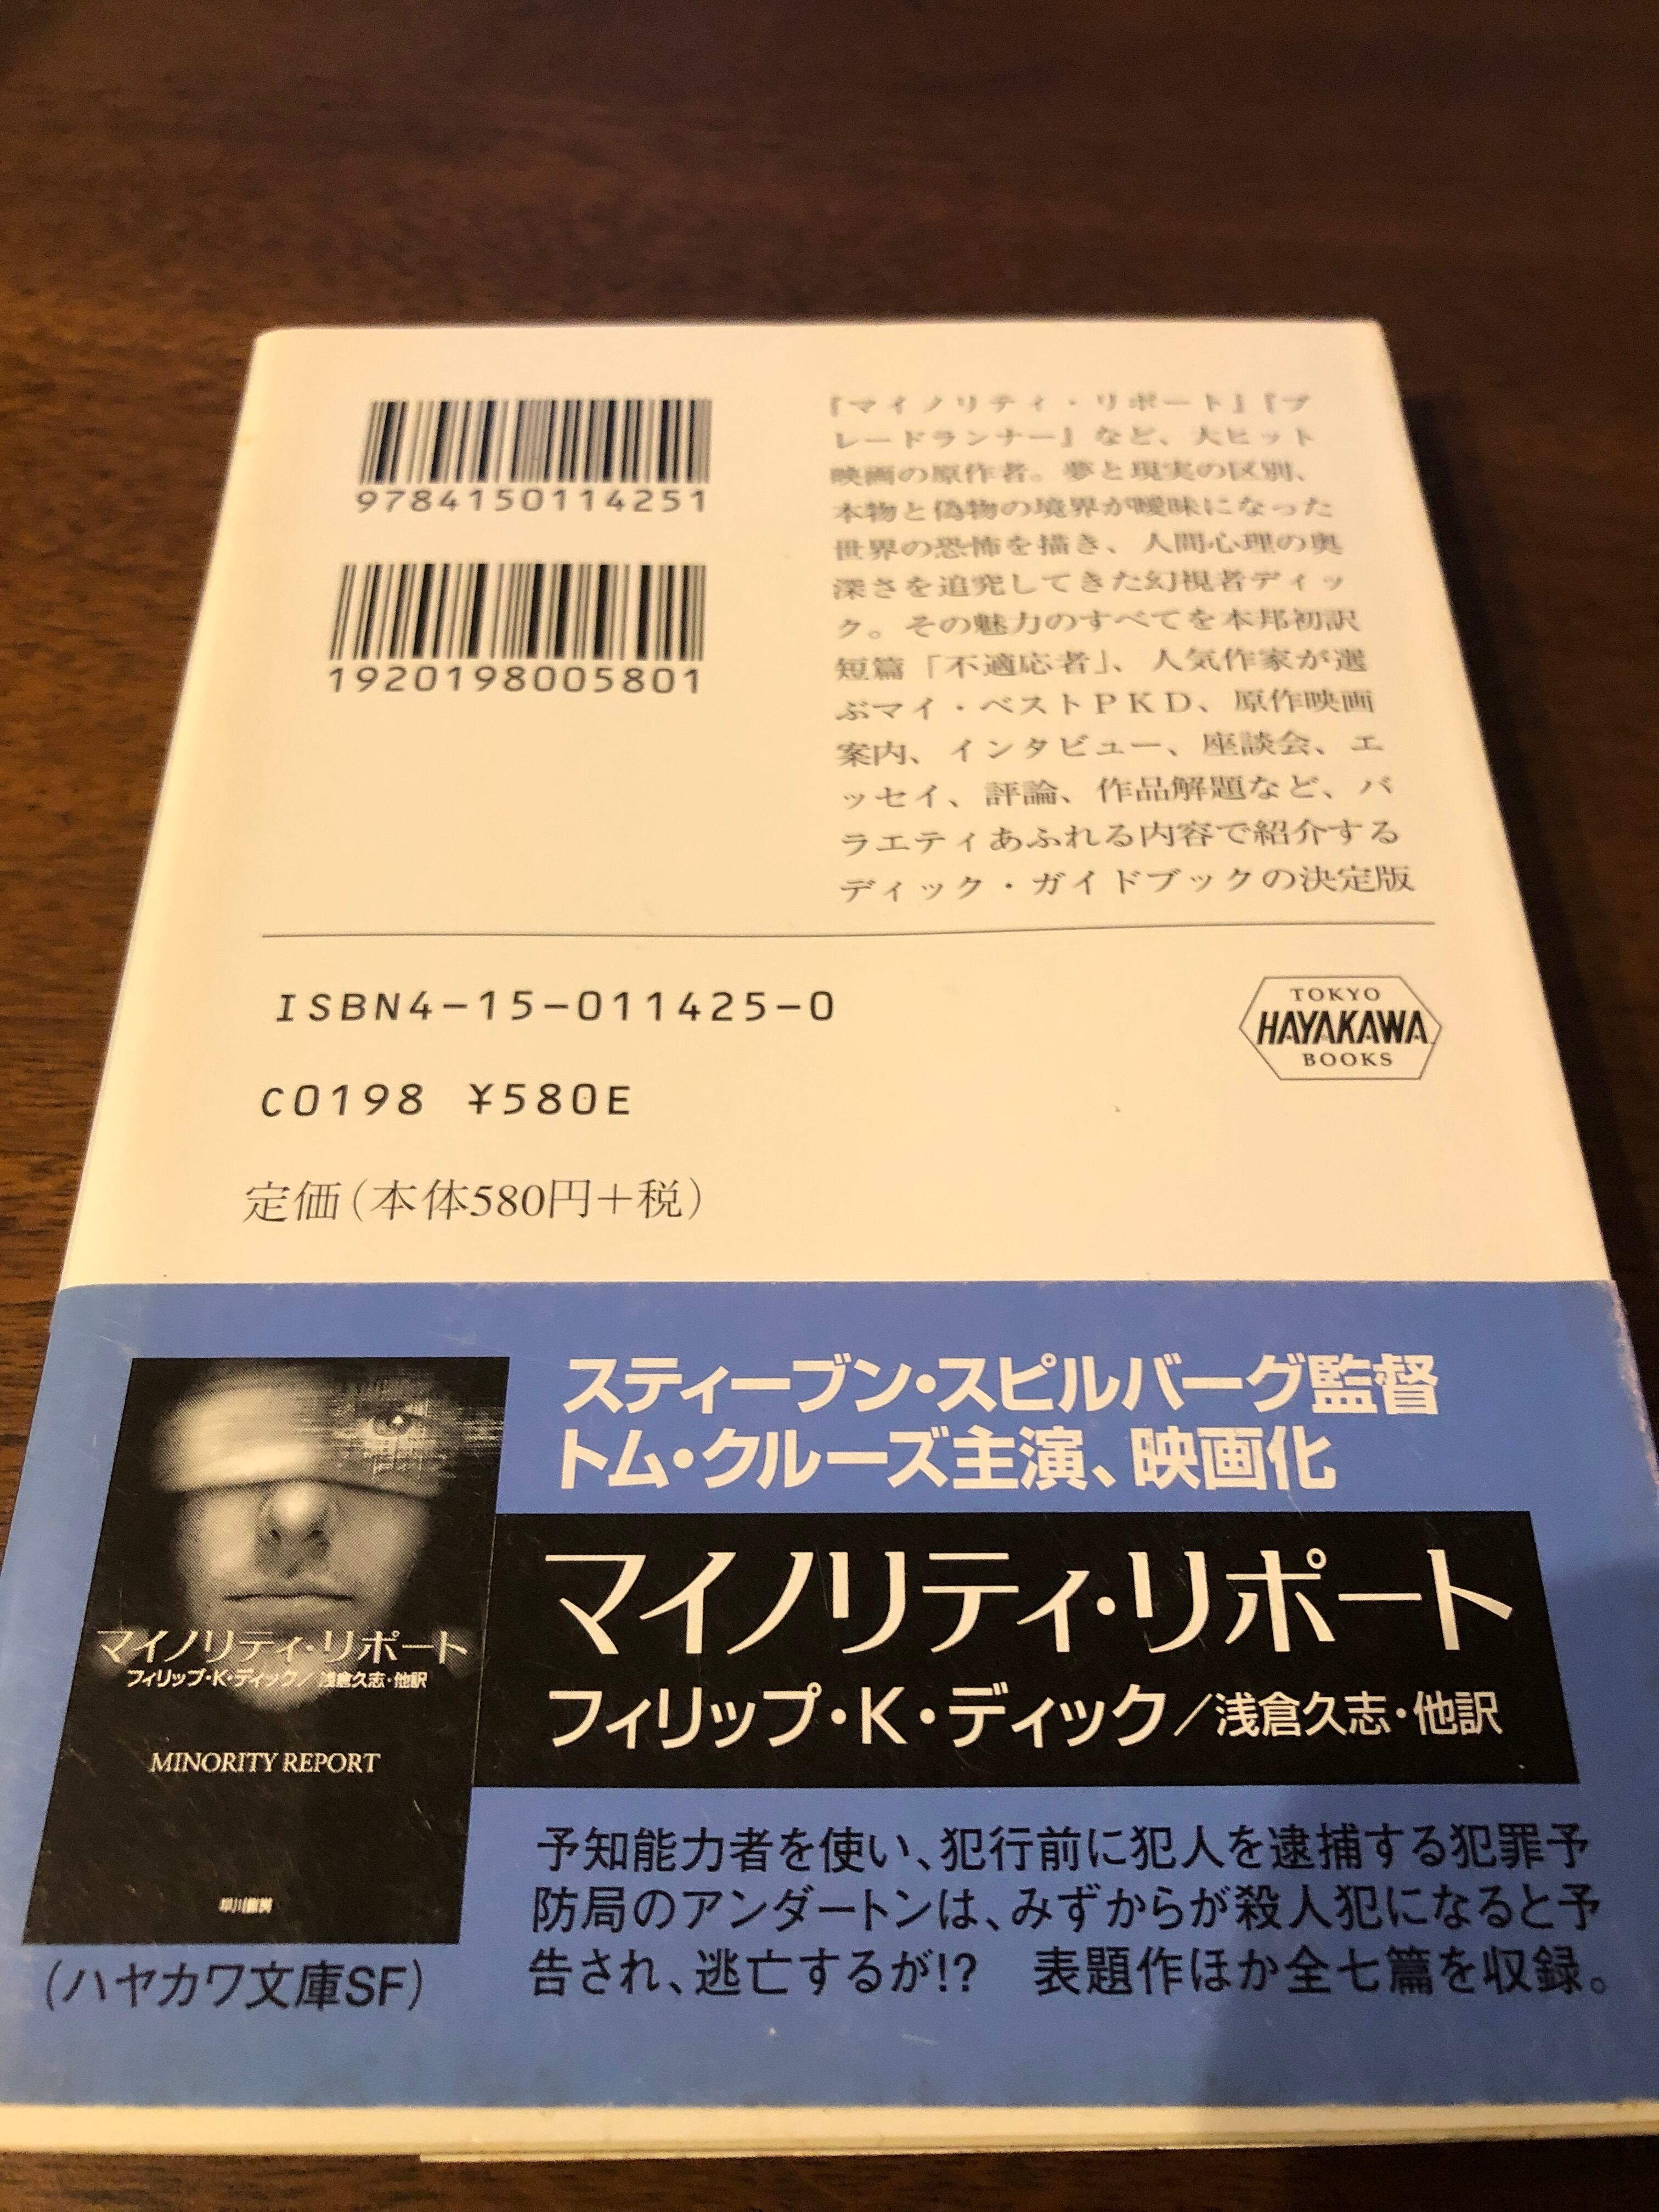 9784150114251
1920198005801
『マイノリティ・リポート』『ブ
レードランナー』など、大ヒット
映画の原作者。夢と現実の区別、
本物と偽物の境界が曖昧になった
世界の恐怖を描き、人間心理の奥
深さを追究してきた幻視者ディッ
ク。その魅力のすべてを本邦初訳
短篇「不適応者」、人気作家が選
ぶマイ・ベストPKD、原作映画
案内、インタビュー、座談会、エ
ッセイ、評論、作品解題など、バ
ラエティあふれる内容で紹介する
ディック・ガイドブックの決定版
ISBN4-15-011425-0
C0198 ¥580E
定価(本体580円+税)
TOKYO
HAYAKAWA
BOOKS
スティーブン・スピルバーグ監督
トム・クルーズ主演、映画化
マイノリティ・リポート
フィリップ・K・ディック/浅倉久志・他訳
予知能力者を使い、犯行前に犯人を逮捕する犯罪予
防局のアンダートンは、みずからが殺人犯になると予
告され、逃亡するが!? 表題作ほか全七篇を収録。
マイノリティ・リポート
フィリップ・K・ディック/浅倉久志・他訳
MINORITY REPORT
早川書房
(ハヤカワ文庫SF)